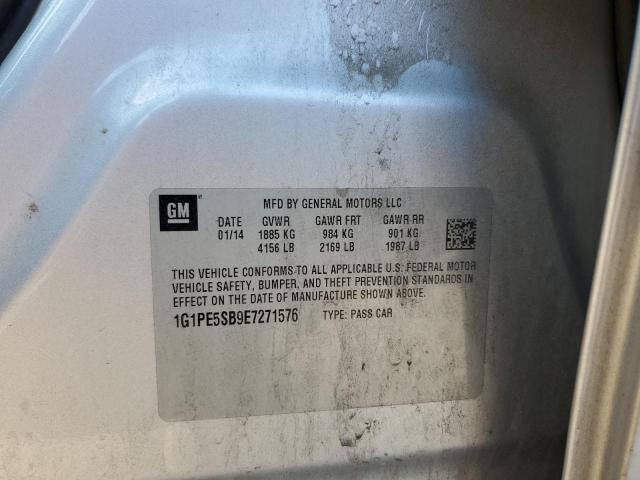 GM
MFD BY GENERAL MOTORS LLC
DATE GVWR GAWR FRT GAWR RR
01/14 1885 KG 984 KG 901 KG
4156 LB 2169 LB 1987 LB
THIS VEHICLE CONFORMS TO ALL APPLICABLE U.S. FEDERAL MOTOR
VEHICLE SAFETY, BUMPER, AND THEFT PREVENTION STANDARDS IN
EFFECT ON THE DATE OF MANUFACTURE SHOWN ABOVE.
1G1PE5SB9E7271576 TYPE: PASS CAR